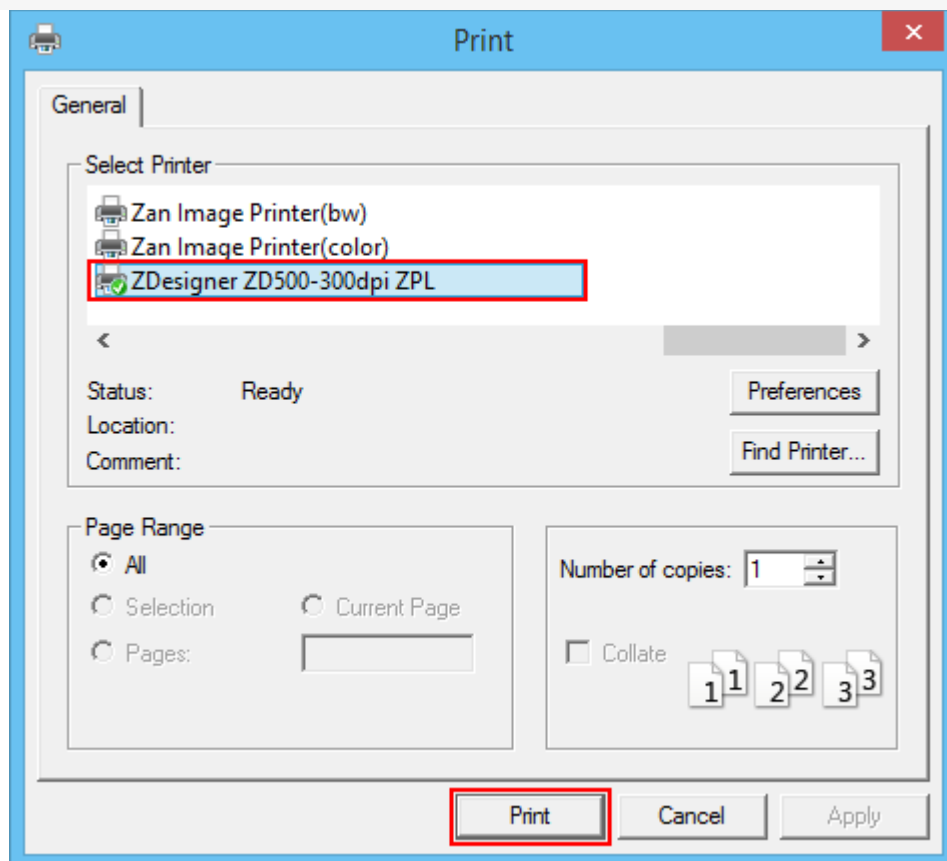 Print
General
Select Printer
Zan Image Printer(bw)
Zan Image Printer(color)
ZDesigner ZD500-300dpi ZPL
Status: Ready
Preferences
Location:
Comment:
Find Printer...
Page Range
All
Selection
Current Page
Pages:
Number of copies: 1
Collate
1 1 2 2 3 3
Print Cancel Apply